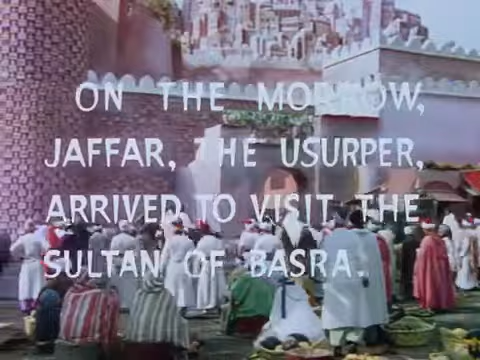 ON THE MORROW,
JAFFAR, THE USURPER,
ARRIVED TO VISIT THE
SULTAN OF BASRA.